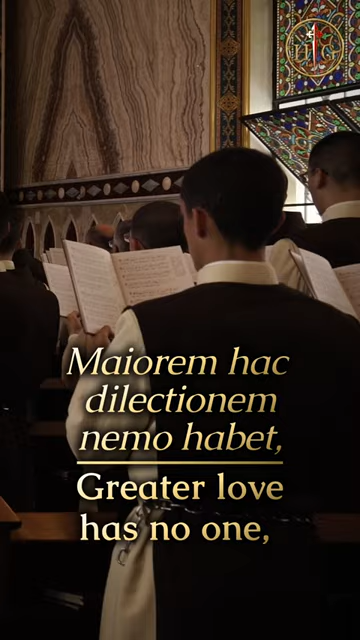 Maiorem hac
dilectionem
nemo habet,
Greater love
has no one,